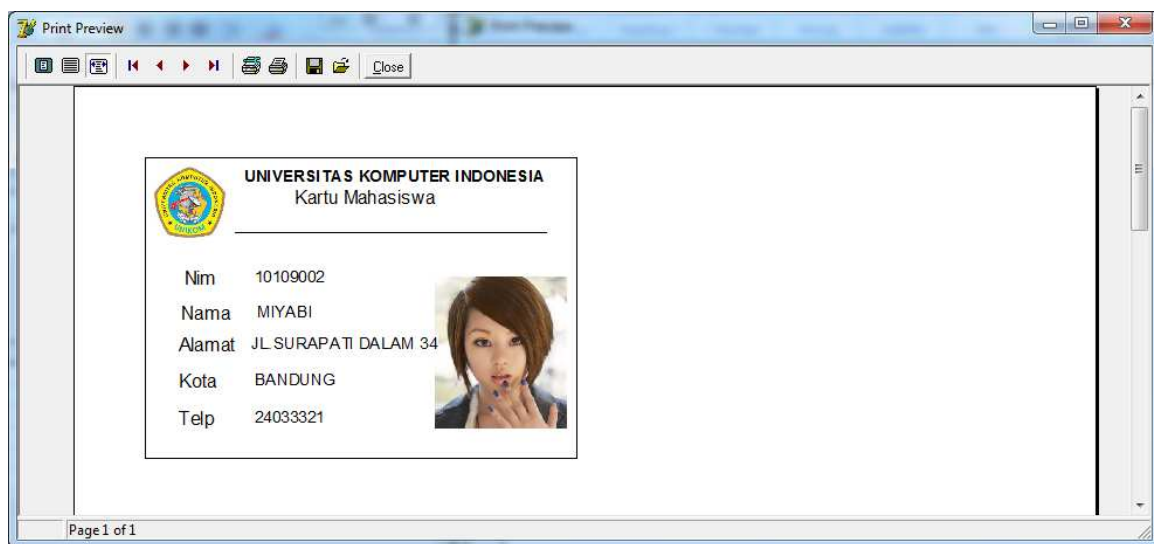 Print Preview
Close
UNIVERSITAS KOMPUTER INDONESIA
Kartu Mahasiswa
UNIKOM
Nim 10109002
Nama MIYABI
Alamat JL.SURAPATI DALAM 34
Kota BANDUNG
Telp 24033321
Page 1 of 1